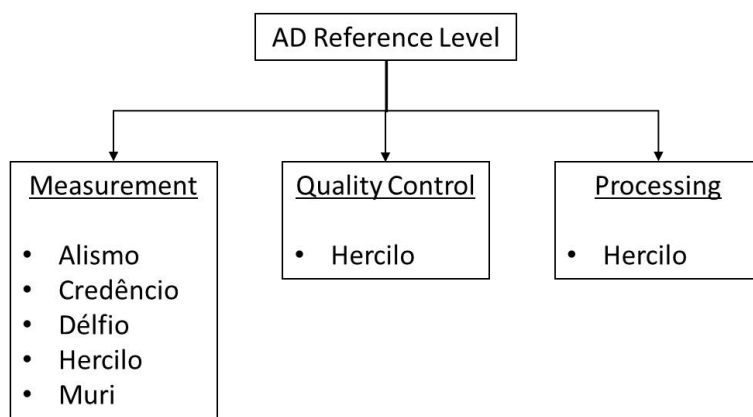 AD Reference Level
Measurement
• Alismo
• Credêncio
• Délfio
• Hercilo
• Muri
Quality Control
• Hercilo
Processing
• Hercilo